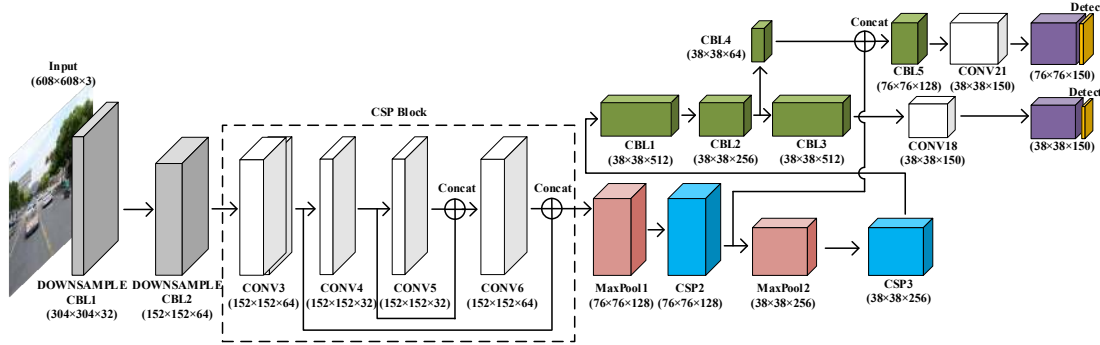 Input
(608×608×3)
DOWNSAMPLE
CBL1
(304×304×32)
DOWNSAMPLE
CBL2
(152×152×64)
CSP Block
CONV3
(152×152×64)
CONV4
(152×152×32)
CONV5
(152×152×32)
Concat
CONV6
(152×152×64)
Concat
MaxPool1
(76×76×128)
CSP2
(76×76×128)
MaxPool2
(38×38×256)
CSP3
(38×38×256)
CBL1
(38×38×512)
CBL2
(38×38×256)
CBL3
(38×38×512)
CBL4
(38×38×64)
Concat
CBL5
(76×76×128)
CONV21
(38×38×150)
Detect
(76×76×150)
CONV18
(38×38×150)
Detect
(38×38×150)